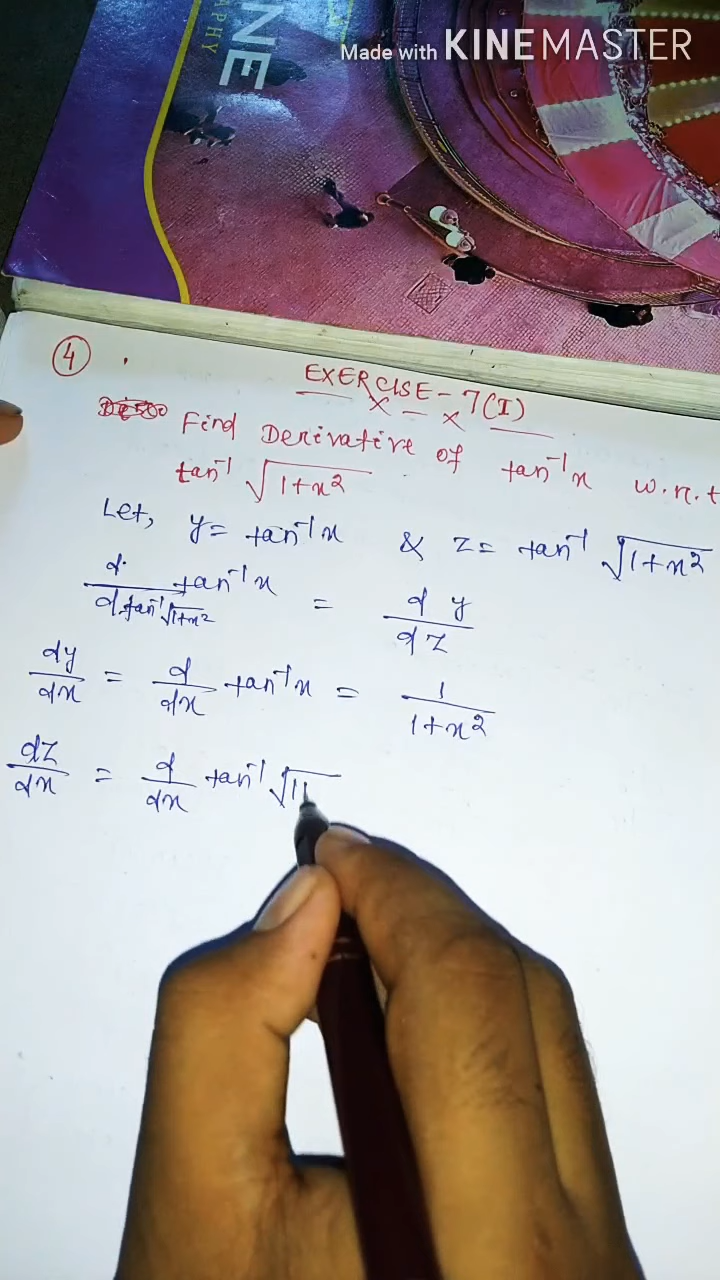 Made with KINEMASTER
NE
RAPHY
④ .
EXERCISE - 7(I)
Find Derivative of tan⁻¹x w.r.t
tan⁻¹ √(1+x²)
Let, y = tan⁻¹x & z = tan⁻¹ √(1+x²)
d tan⁻¹x / d tan⁻¹√(1+x²) = dy/dz
dy/dx = d/dx tan⁻¹x = 1/(1+x²)
dz/dx = d/dx tan⁻¹ √1